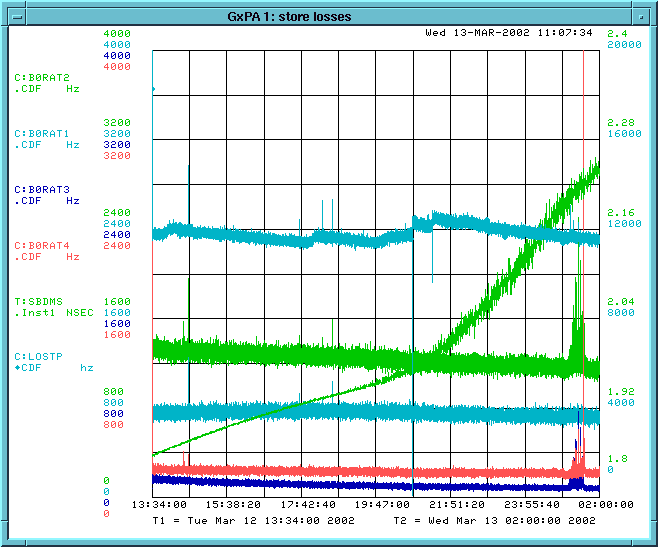 GxPA 1: store losses
Wed 13-MAR-2002 11:07:34
4000 2.4
4000 20000
4000
4000
C:B0RAT2
.CDF Hz
3200 2.28
C:B0RAT1 3200 16000
.CDF Hz 3200
3200
C:B0RAT3
.CDF Hz
2400 2.16
2400 12000
2400
C:B0RAT4 2400
.CDF Hz
T:SBDMS 1600 2.04
.Inst1 NSEC 1600 8000
1600
1600
C:LOSTP
♦CDF hz
800 1.92
800 4000
800
800
1.8
0
0
0
0
0
13:34:00 15:38:20 17:42:40 19:47:00 21:51:20 23:55:40 02:00:00
T1 = Tue Mar 12 13:34:00 2002 T2 = Wed Mar 13 02:00:00 2002